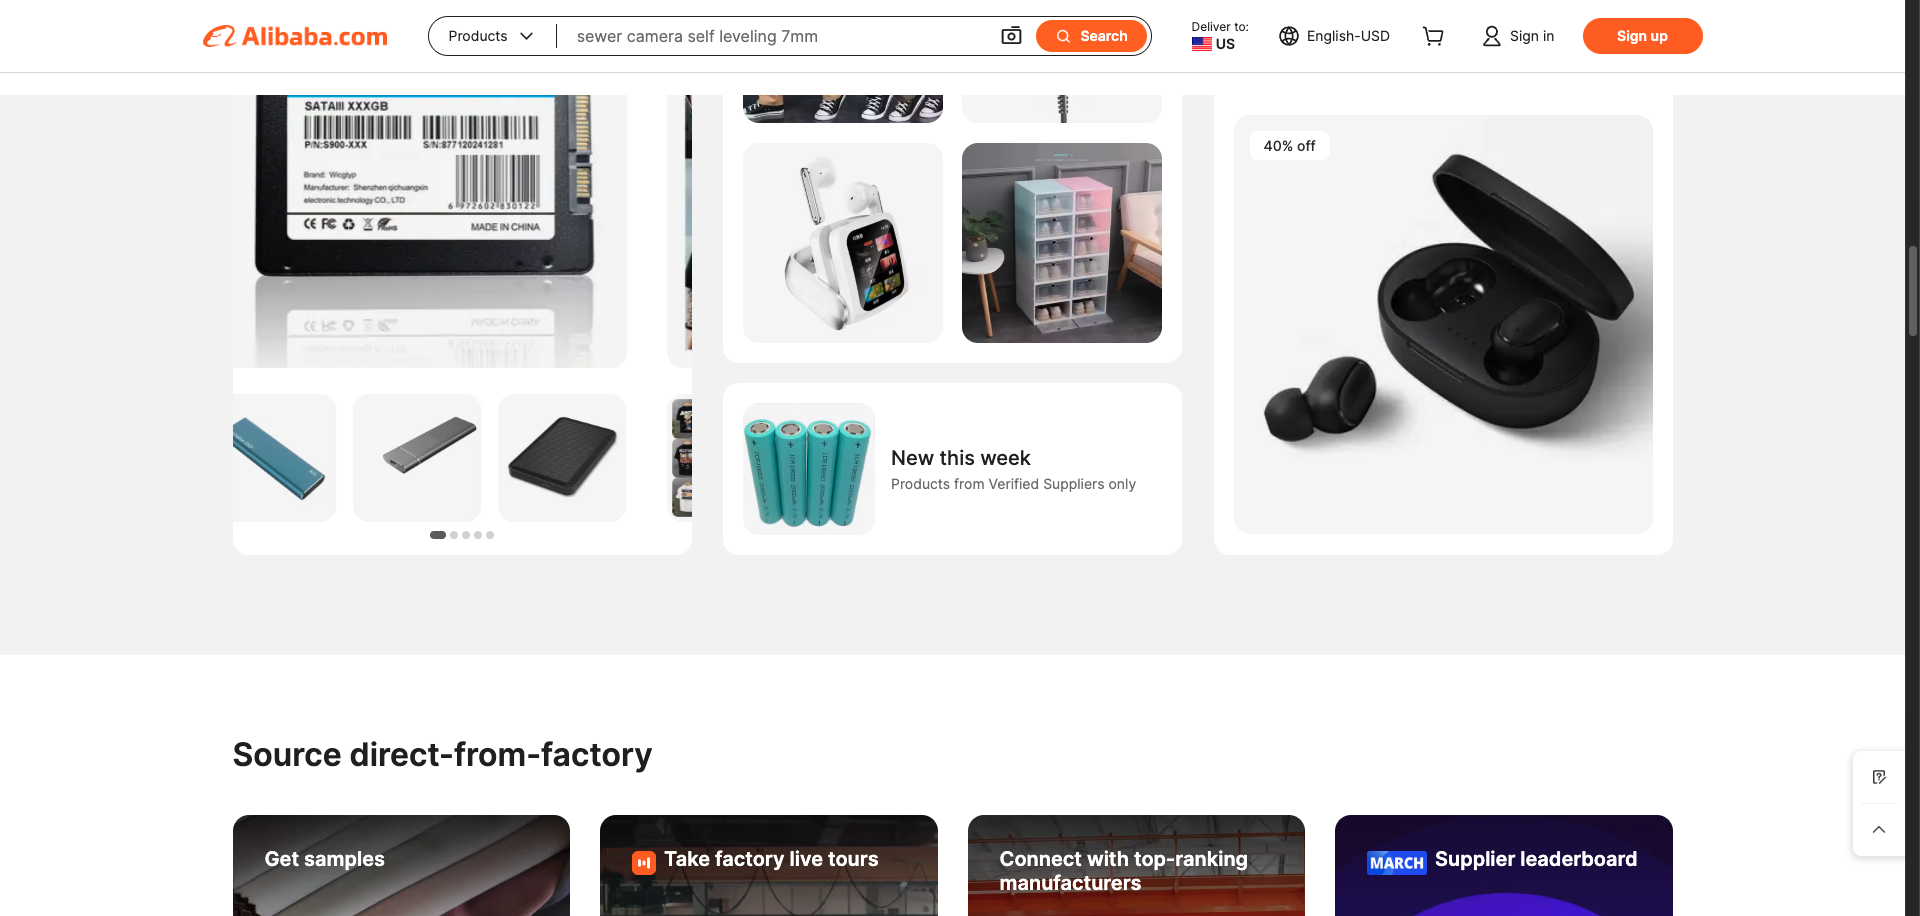 Alibaba.com
Products
sewer camera self leveling 7mm
Search
Deliver to:
US
English-USD
Sign in
Sign up
SATAIII XXXGB
P/N:S900-XXX
S/N:877120241281
Brand: Wicgtyp
Manufacturer: Shenzhen qichuangxin
electronic technology CO., LTD
6 972602 830122
MADE IN CHINA
40% off
New this week
Products from Verified Suppliers only
Source direct-from-factory
Get samples
Take factory live tours
Connect with top-ranking
manufacturers
MARCH
Supplier leaderboard